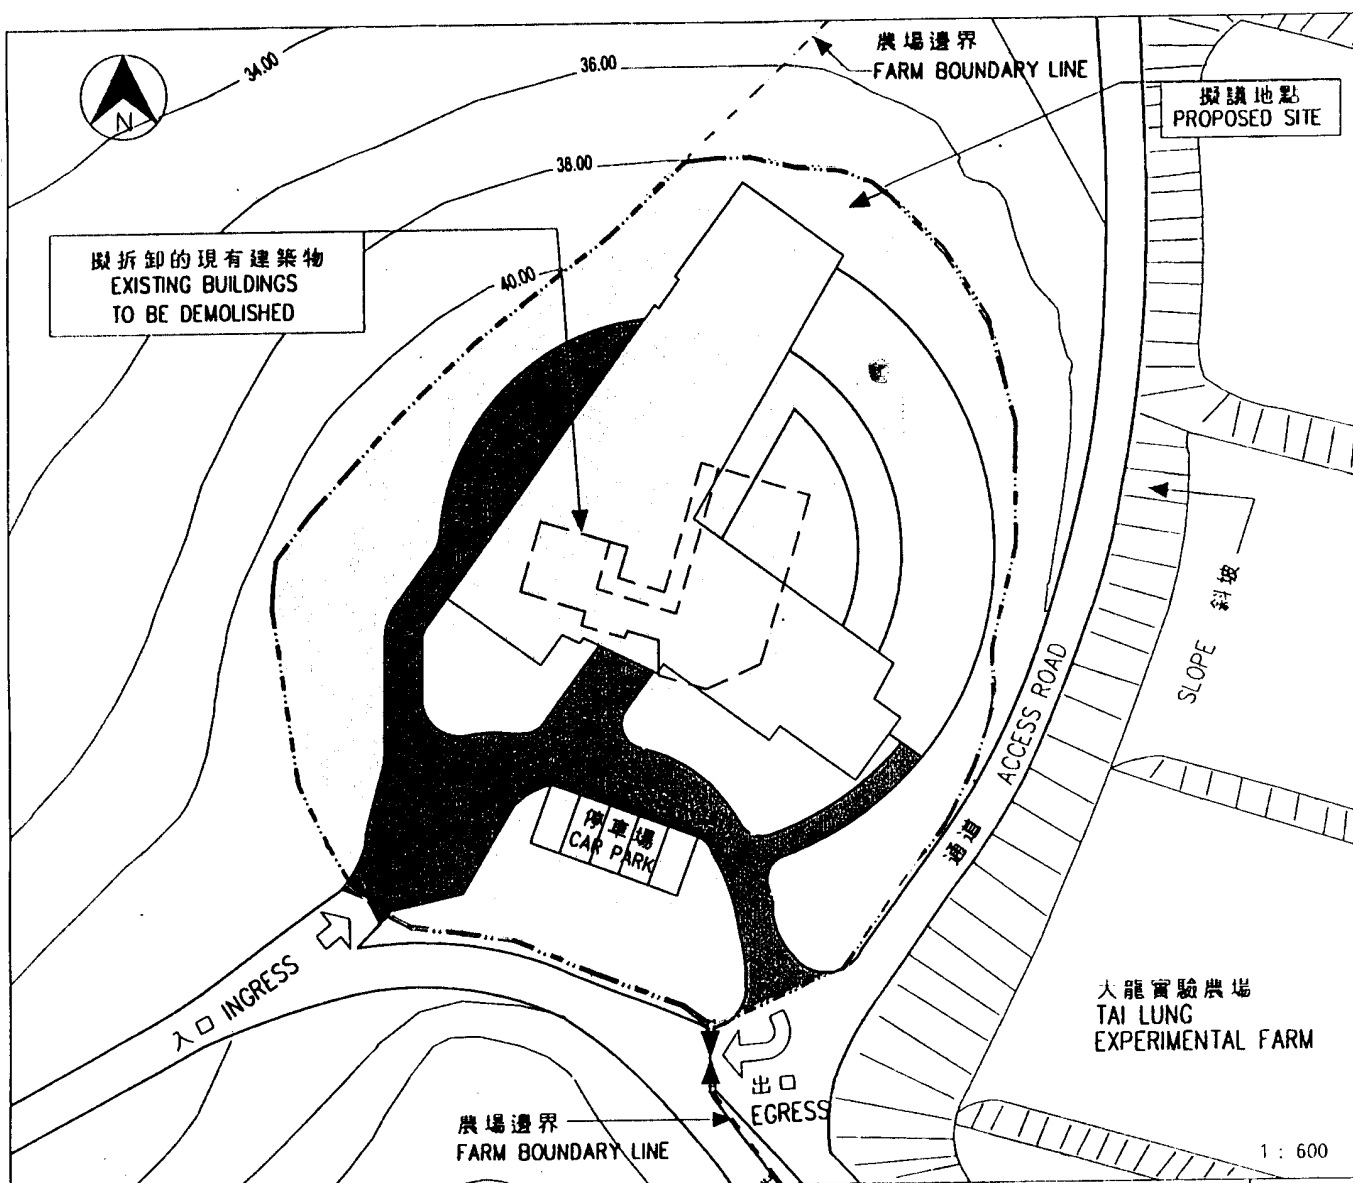 34.00
36.00
農場邊界
FARM BOUNDARY LINE
擬議地點
PROPOSED SITE
N
38.00
擬拆卸的現有建築物
EXISTING BUILDINGS
TO BE DEMOLISHED
40.00
SLOPE 斜坡
通道 ACCESS ROAD
停車場
CAR PARK
入口 INGRESS
大龍實驗農場
TAI LUNG
EXPERIMENTAL FARM
出口
EGRESS
農場邊界
FARM BOUNDARY LINE
1 : 600